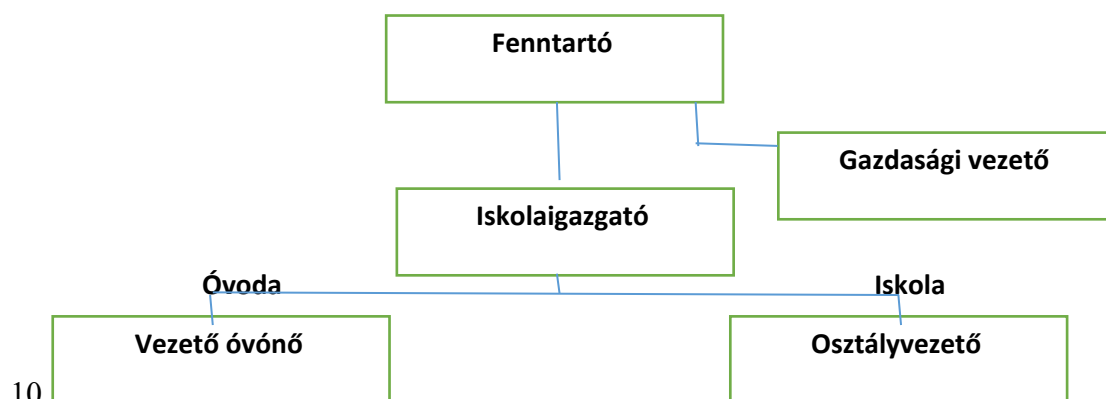 Fenntartó
Gazdasági vezető
Iskolaigazgató
Óvoda
Iskola
Vezető óvónő
Osztályvezető
10